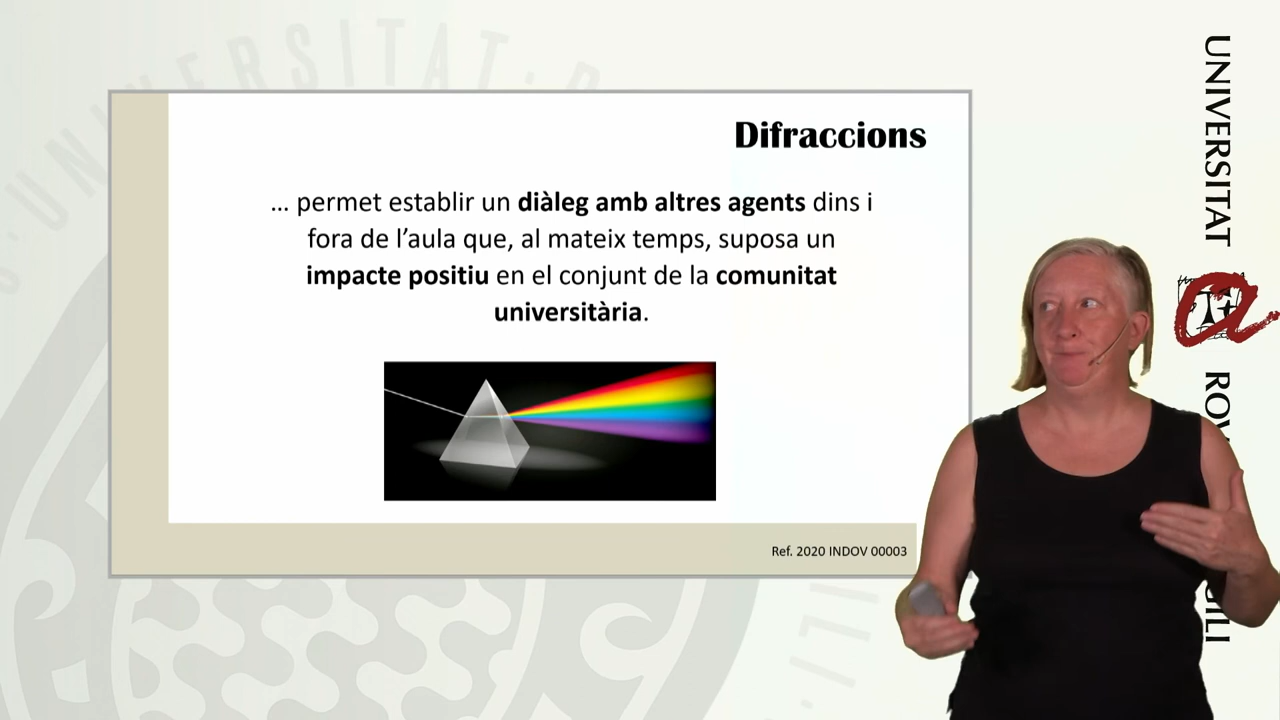 Difraccions
... permet establir un diàleg amb altres agents dins i
fora de l'aula que, al mateix temps, suposa un
impacte positiu en el conjunt de la comunitat
universitària.
Ref. 2020 INDOV 00003
UNIVERSITAT